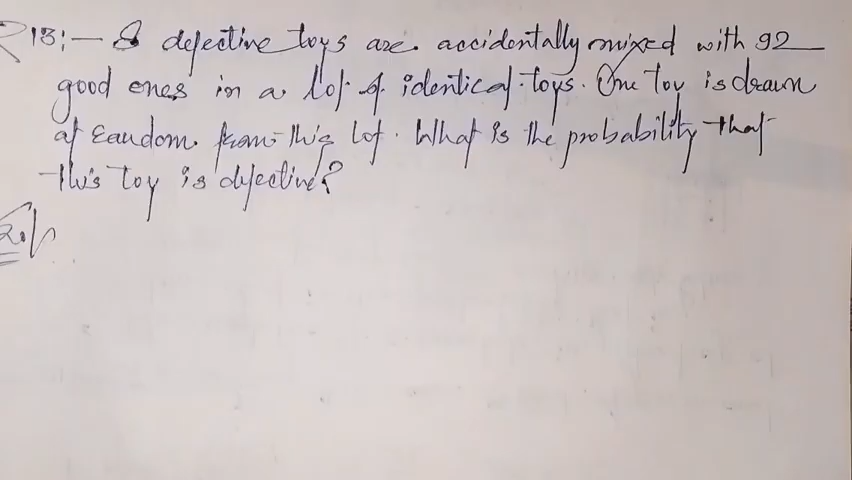 13:— 8 defective toys are accidentally mixed with 92
good ones in a lot of identical toys. One toy is drawn
at random from this lot. What is the probability that
this toy is defective?
Sol